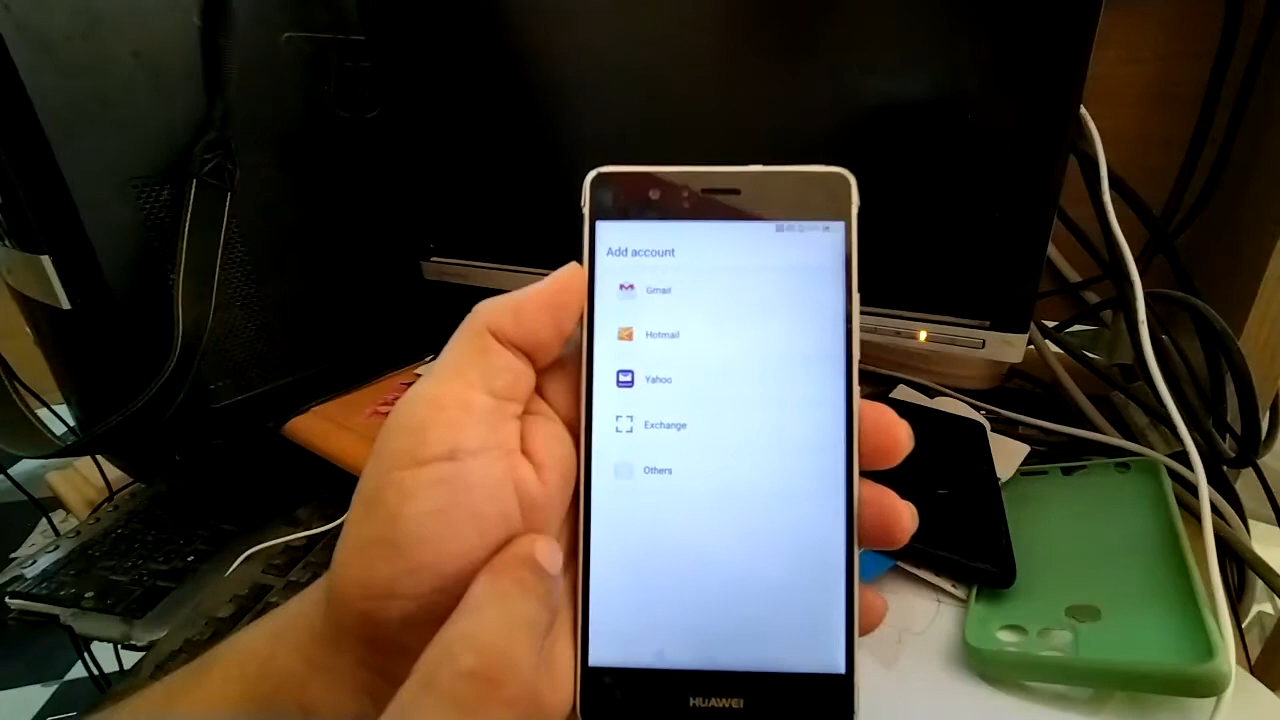 Add account
Gmail
Hotmail
Yahoo
Exchange
Others
HUAWEI